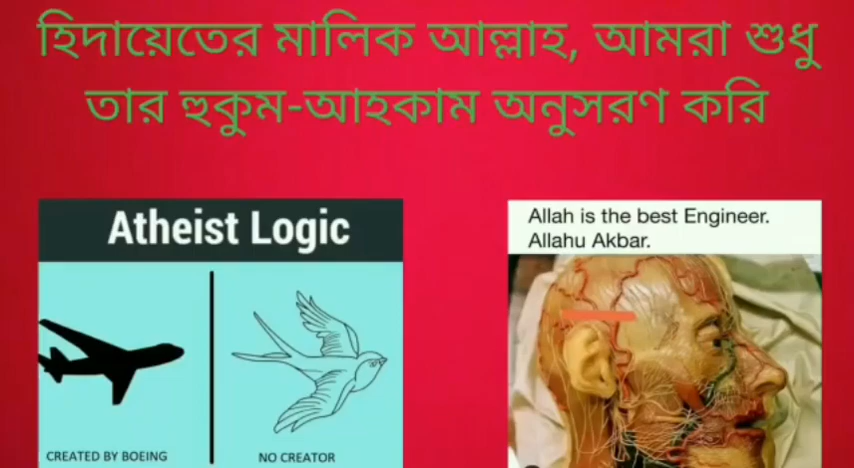 হিদায়েতের মালিক আল্লাহ, আমরা শুধু
তার হুকুম-আহকাম অনুসরণ করি
Atheist Logic
CREATED BY BOEING
NO CREATOR
Allah is the best Engineer.
Allahu Akbar.